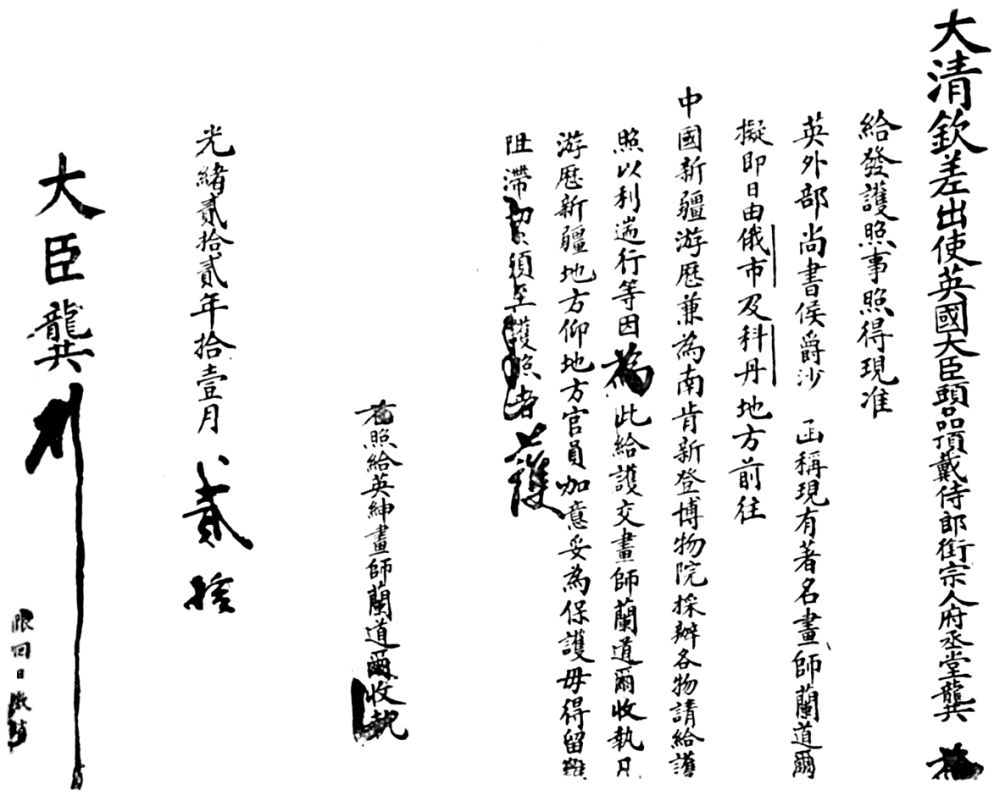 大清欽差出使英國大臣頭品頂戴侍郎銜宗人府丞堂龔
給發護照事照得現准
英外部尚書侯爵沙 函稱現有著名畫師蘭道爾
擬即日由俄市及科丹地方前往
中國新疆游歷兼為南肯新登博物院採辦各物請給護
照以利遄行等因為此給護交畫師蘭道爾收執凡
游歷新疆地方仰地方官員加意妥為保護毋得留難
阻滯切切須至護照者
護
右照給英紳畫師蘭道爾收執
光緒貳拾貳年拾壹月 貳拾
大臣龔
限回日繳